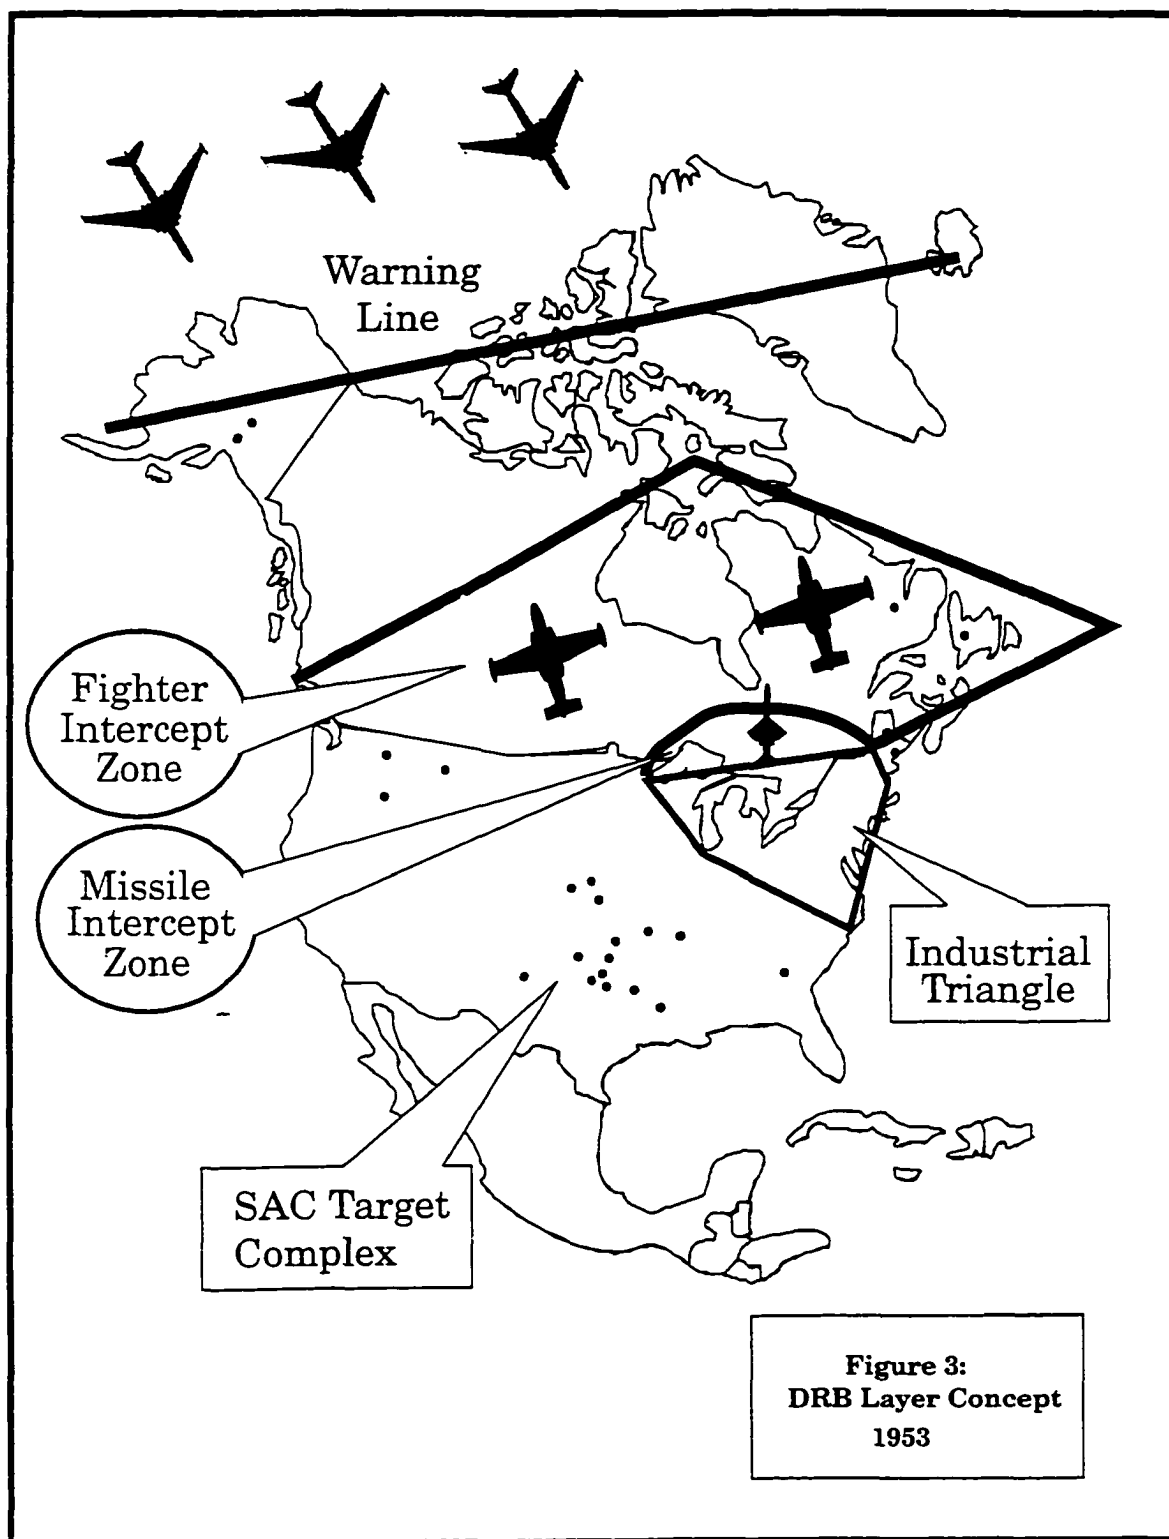 Warning
Line
Fighter
Intercept
Zone
Missile
Intercept
Zone
Industrial
Triangle
SAC Target
Complex
Figure 3:
DRB Layer Concept
1953